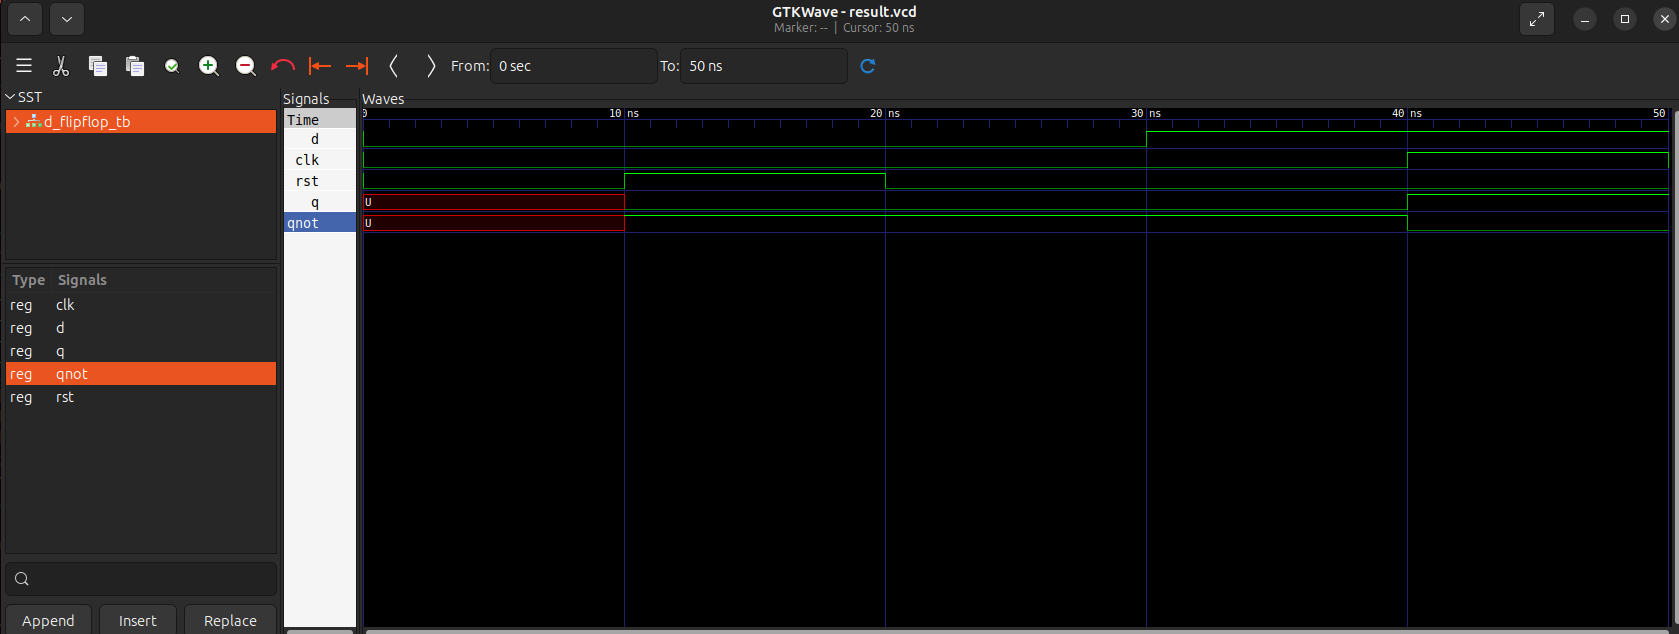 GTKWave - result.vcd
Marker: -- | Cursor: 50 ns
From: 0 sec To: 50 ns
SST
d_flipflop_tb
Type Signals
reg clk
reg d
reg q
reg qnot
reg rst
Append Insert Replace
Signals
Time
d
clk
rst
q
qnot
Waves
0 10 ns 20 ns 30 ns 40 ns 50
U
U